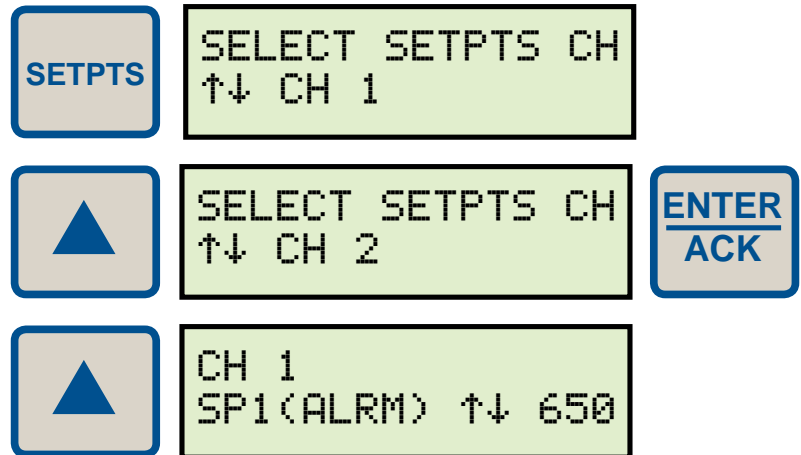 SETPTS
SELECT SETPTS CH
↑↓ CH 1
SELECT SETPTS CH
↑↓ CH 2
ENTER
ACK
CH 1
SP1(ALRM) ↑↓ 650